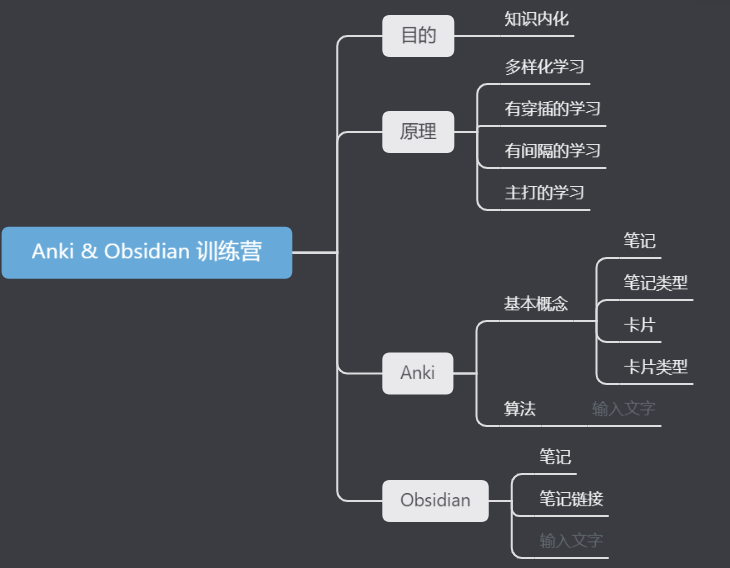 Anki & Obsidian 训练营
目的
知识内化
原理
多样化学习
有穿插的学习
有间隔的学习
主打的学习
Anki
基本概念
笔记
笔记类型
卡片
卡片类型
算法
输入文字
Obsidian
笔记
笔记链接
输入文字